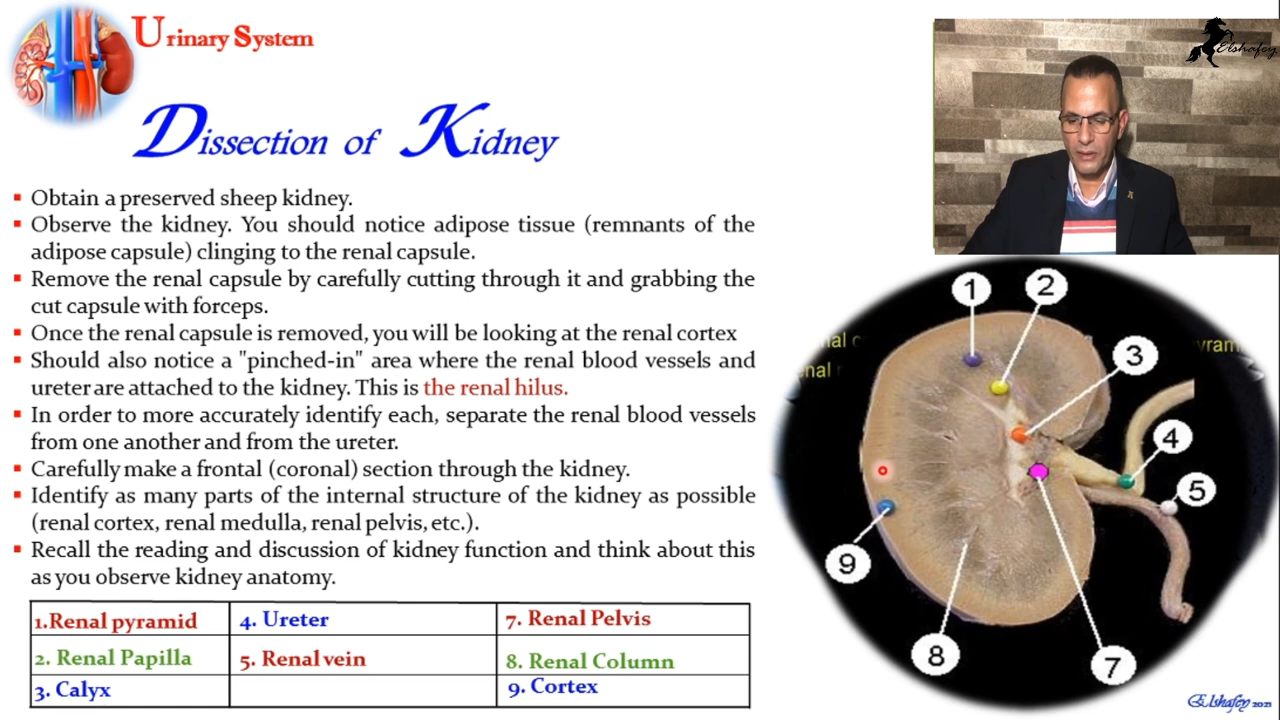 Urinary System
Elshafey
Dissection of Kidney
▪ Obtain a preserved sheep kidney.
▪ Observe the kidney. You should notice adipose tissue (remnants of the
adipose capsule) clinging to the renal capsule.
▪ Remove the renal capsule by carefully cutting through it and grabbing the
cut capsule with forceps.
▪ Once the renal capsule is removed, you will be looking at the renal cortex
▪ Should also notice a "pinched-in" area where the renal blood vessels and
ureter are attached to the kidney. This is the renal hilus.
▪ In order to more accurately identify each, separate the renal blood vessels
from one another and from the ureter.
▪ Carefully make a frontal (coronal) section through the kidney.
▪ Identify as many parts of the internal structure of the kidney as possible
(renal cortex, renal medulla, renal pelvis, etc.).
▪ Recall the reading and discussion of kidney function and think about this
as you observe kidney anatomy.
1.Renal pyramid 4. Ureter 7. Renal Pelvis
2. Renal Papilla 5. Renal vein 8. Renal Column
3. Calyx 9. Cortex
1
2
3
4
5
9
8
7
Elshafey 2021